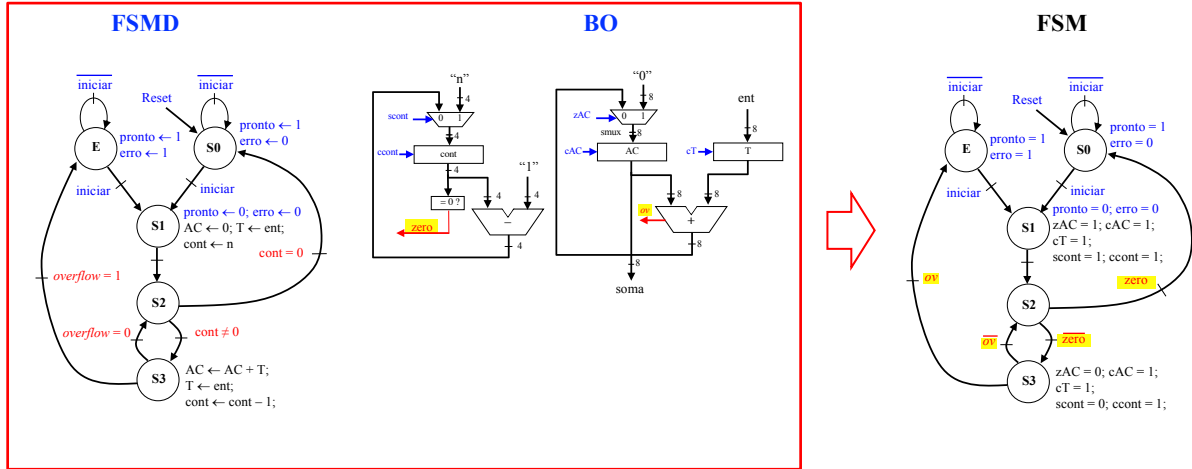 FSMD
BO
FSM
iniciar
iniciar
Reset
E
pronto ← 1
erro ← 1
S0
pronto ← 1
erro ← 0
iniciar
iniciar
S1
pronto ← 0; erro ← 0
AC ← 0; T ← ent;
cont ← n
overflow = 1
cont = 0
S2
overflow = 0
cont ≠ 0
S3
AC ← AC + T;
T ← ent;
cont ← cont – 1;
“n”
4
scont
0 1
4
ccont
cont
4
“1”
= 0 ?
4
4
zero
–
4
“0”
8
zAC
0 1
smux
8
ent
8
cAC
AC
cT
T
8
8
ov
+
8
8
soma
iniciar
iniciar
Reset
E
pronto = 1
erro = 1
S0
pronto = 1
erro = 0
iniciar
iniciar
S1
pronto = 0; erro = 0
zAC = 1; cAC = 1;
cT = 1;
scont = 1; ccont = 1;
ov
zero
S2
ov
zero
S3
zAC = 0; cAC = 1;
cT = 1;
scont = 0; ccont = 1;